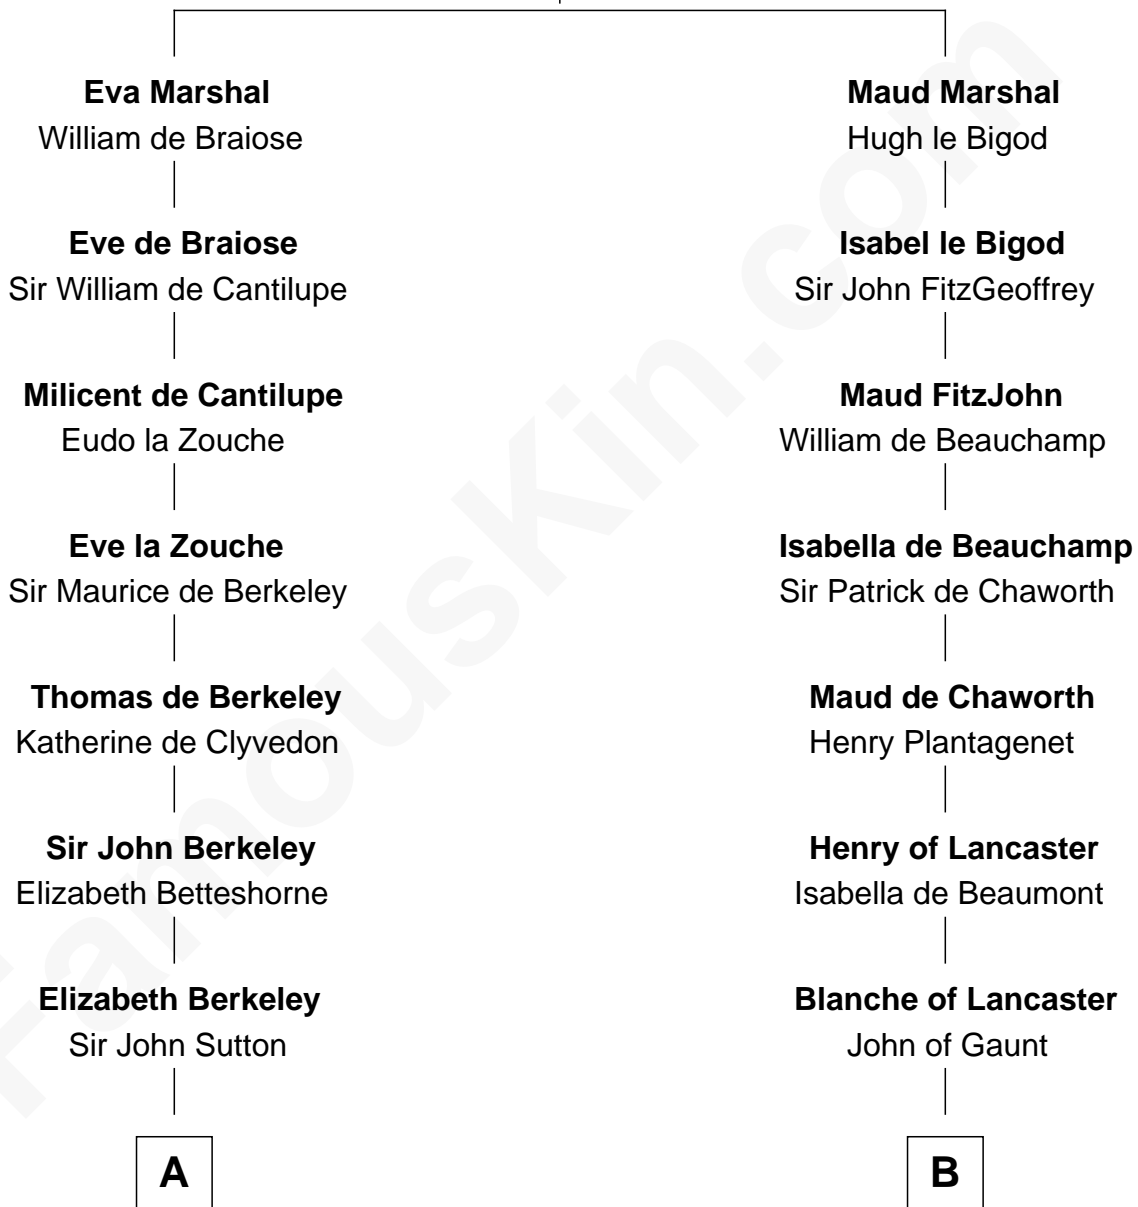 Eva Marshal
William de Braiose
Eve de Braiose
Sir William de Cantilupe
Milicent de Cantilupe
Eudo la Zouche
Eve la Zouche
Sir Maurice de Berkeley
Thomas de Berkeley
Katherine de Clyvedon
Sir John Berkeley
Elizabeth Betteshorne
Elizabeth Berkeley
Sir John Sutton
A
Maud Marshal
Hugh le Bigod
Isabel le Bigod
Sir John FitzGeoffrey
Maud FitzJohn
William de Beauchamp
Isabella de Beauchamp
Sir Patrick de Chaworth
Maud de Chaworth
Henry Plantagenet
Henry of Lancaster
Isabella de Beaumont
Blanche of Lancaster
John of Gaunt
B
FamousKin.com